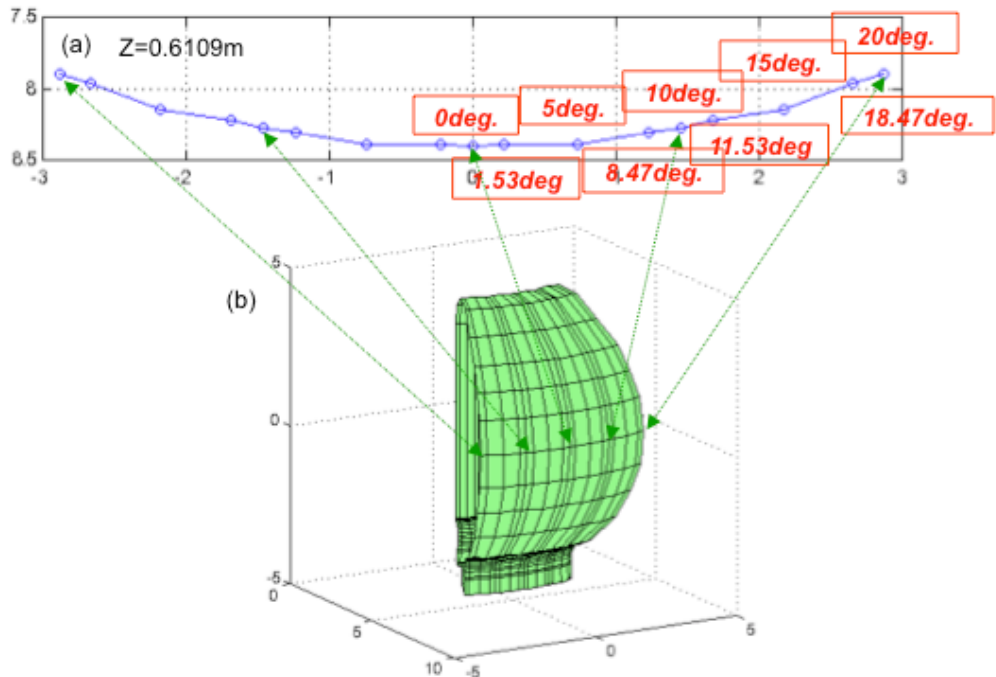 7.5
(a) Z=0.6109m
20deg.
15deg.
8
10deg.
5deg.
0deg.
18.47deg.
11.53deg
8.5
8.47deg.
1.53deg
-3 -2 -1 0 1 2 3
(b)
5
0
-5
0
5
10
-5
0
5